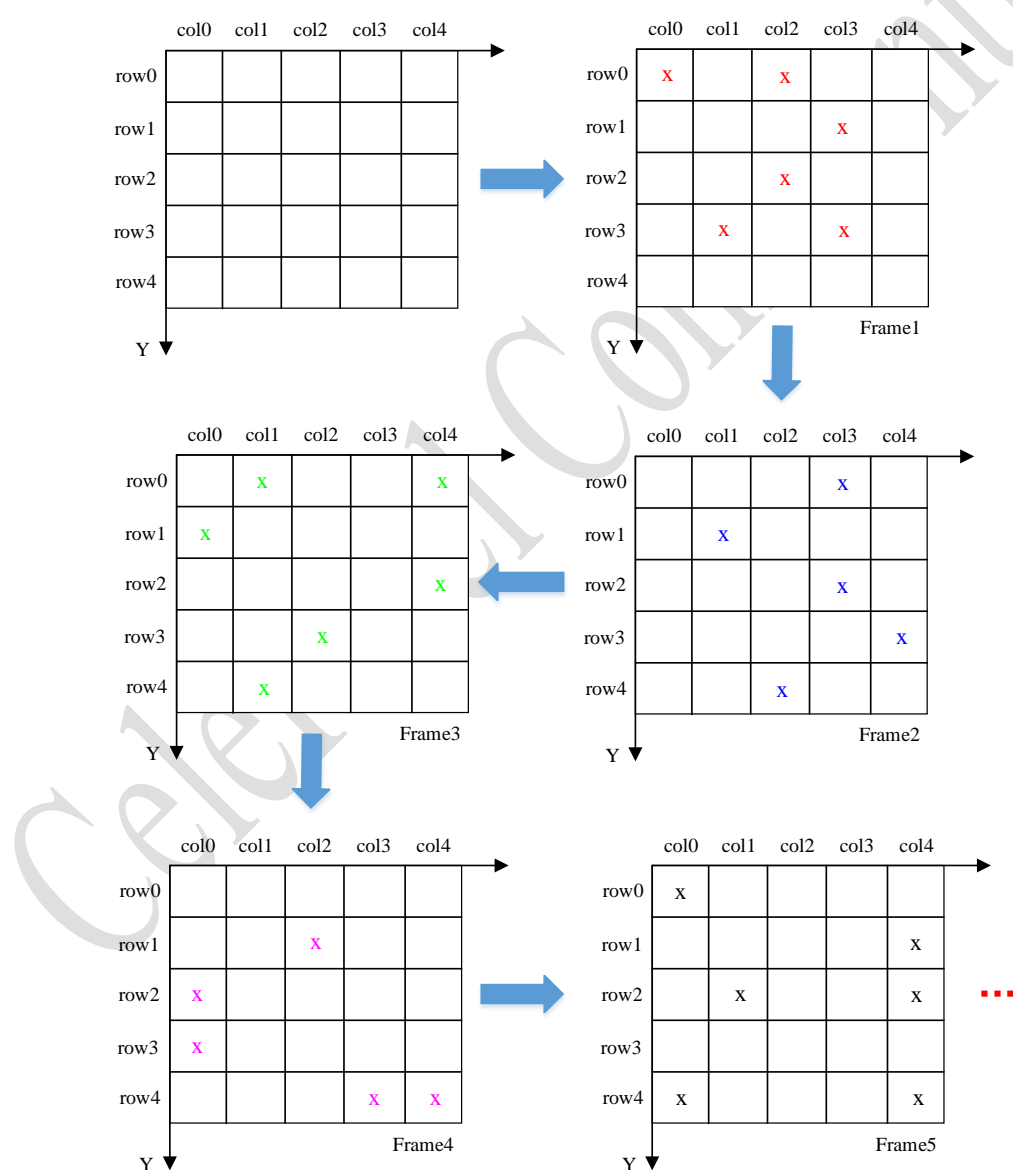 col0 col1 col2 col3 col4
row0
row1
row2
row3
row4
Y
col0 col1 col2 col3 col4
row0 x x
row1 x
row2 x
row3 x x
row4
Frame1
Y
col0 col1 col2 col3 col4
row0 x x
row1 x
row2 x
row3 x
row4 x
Frame3
Y
col0 col1 col2 col3 col4
row0 x
row1 x
row2 x
row3 x
row4 x
Frame2
Y
col0 col1 col2 col3 col4
row0
row1 x
row2 x
row3 x
row4 x x
Frame4
Y
col0 col1 col2 col3 col4
row0 x
row1 x
row2 x x
row3
row4 x x
Frame5
Y